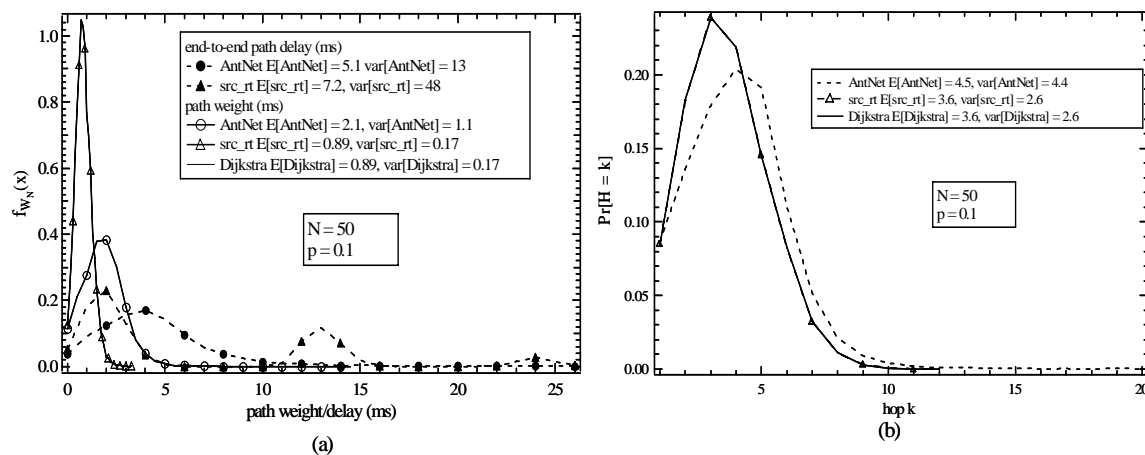 1.0
0.8
0.6
0.4
0.2
0.0
f_{W_N}(x)
end-to-end path delay (ms)
AntNet E[AntNet] = 5.1 var[AntNet] = 13
src_rt E[src_rt] = 7.2, var[src_rt] = 48
path weight (ms)
AntNet E[AntNet] = 2.1, var[AntNet] = 1.1
src_rt E[src_rt] = 0.89, var[src_rt] = 0.17
Dijkstra E[Dijkstra] = 0.89, var[Dijkstra] = 0.17
N = 50
p = 0.1
0 5 10 15 20 25
path weight/delay (ms)
(a)
0.20
0.15
0.10
0.05
0.00
Pr[H = k]
AntNet E[AntNet] = 4.5, var[AntNet] = 4.4
src_rt E[src_rt] = 3.6, var[src_rt] = 2.6
Dijkstra E[Dijkstra] = 3.6, var[Dijkstra] = 2.6
N = 50
p = 0.1
5 10 15 20
hop k
(b)